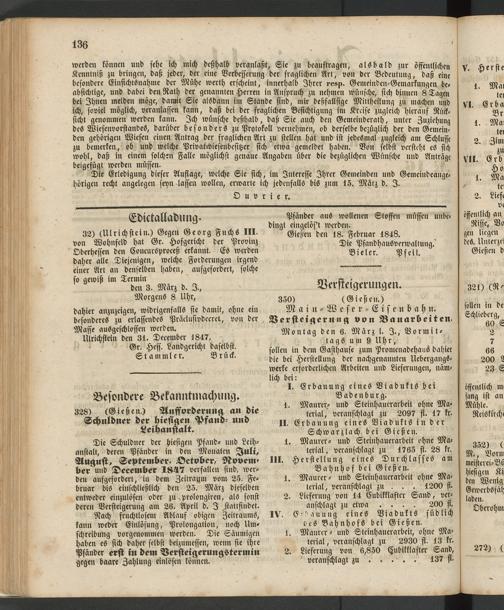 136
werden können und sehe ich mich deßhalb veranlaßt, Sie zu beauftragen, alsbald zur öffentlichen
Kenntniß zu bringen, daß jeder, der eine Verbesserung der fraglichen Art, von der Bedeutung, daß eine
besondere Einsichtnahme der Mühe werth erscheint, innerhalb Ihrer resp. Gemeinden-Gemarkungen be-
absichtige, und dabei den Rath der genannten Herren in Anspruch zu nehmen wünsche, sich binnen 8 Tagen
bei Ihnen melden möge, damit Sie alsdann im Stande sind, mir desfallsige Mittheilung zu machen und
ich, soviel möglich, veranlassen kann, daß bei der fraglichen Besichtigung im Kreise zugleich hierauf Rück-
sicht genommen werden kann. Ich wünsche deßhalb, daß Sie auch den Gemeinderath, unter Zuziehung
des Wiesenvorstandes, darüber besonders zu Protokoll vernehmen, ob derselbe bezüglich der den Gemein-
den gehörigen Wiesen einen Antrag der fraglichen Art zu stellen hat und ist jedesmal zugleich am Schlusse
zu bemerken, ob und welche Privatwiesenbesitzer sich etwa gemeldet haben. Von selbst versteht es sich
wohl, daß in einem solchen Falle möglichst genaue Angaben über die bezüglichen Wünsche und Anträge
beigefügt werden müssen.
Die Erledigung dieser Auflage, welche Sie sich, im Interesse Ihrer Gemeinden und Gemeindeange-
hörigen recht angelegen seyn lassen wollen, erwarte ich jedenfalls bis zum 15. März d. J.
Ouvrier.
Edictalladung.
32) (Ulrichstein.) Gegen Georg Fuchs III.
von Wohnfeld hat Gr. Hofgericht der Provinz
Oberhessen den Concursproceß erkannt. Es werden
daher alle Diejenigen, welche Forderungen irgend
einer Art an denselben haben, aufgefordert, solche
so gewiß im Termin
den 3. März d. J.,
Morgens 8 Uhr,
dahier anzuzeigen, widrigenfalls sie damit, ohne ein
besonderes zu erlassendes Präclusivdecret, von der
Masse ausgeschlossen werden.
Ulrichstein den 31. December 1847.
Gr. Hess. Landgericht daselbst.
Stammler. Brück.
Besondere Bekanntmachung.
328) (Gießen.) Aufforderung an die
Schuldner der hiesigen Pfand- und
Leihanstalt.
Die Schuldner der hiesigen Pfand- und Leih-
anstalt, deren Pfänder in den Monaten Juli,
August, September, October, Novem-
ber und December 1847 verfallen sind, wer-
den aufgefordert, in dem Zeitraum vom 25. Fe-
bruar bis einschließlich den 25. März dieselben
entweder einzulösen oder zu prolongiren, als sonst
deren Versteigerung am 26. April d. J. stattfindet.
Nach fruchtlosem Ablauf obigen Zeitraums,
kann weder Einlösung, Prolongation, noch Um-
schreibung vorgenommen werden. Die Säumigen
haben es sich daher selbst beizumessen, wenn sie ihre
Pfänder erst in dem Versteigerungstermin
gegen baare Zahlung einlösen können.
Pfänder aus wollenen Stoffen müssen unbe-
dingt eingelöst werden.
Gießen den 18. Februar 1848.
Die Pfandhausverwaltung.
Bieler. Pfeil.
Versteigerungen.
350) (Gießen.)
Main-Weser-Eisenbahn.
Versteigerung von Bauarbeiten.
Montag den 6. März l. J., Vormit-
tags um 9 Uhr,
sollen in dem Gasthause zum Promenadehaus dahier
die bei Herstellung der nachgenannten Uebergangs-
werke erforderlichen Arbeiten und Lieferungen, näm-
lich bei:
I. Erbauung eines Viadukts bei
Badenburg.
1. Maurer- und Steinhauerarbeit ohne Ma-
terial, veranschlagt zu 2097 fl. 17 kr.
II. Erbauung eines Viadukts in der
Schwarzlach bei Gießen.
1. Maurer- und Steinhauerarbeit ohne Ma-
terial, veranschlagt zu 1765 fl. 28 kr.
III. Herstellung eines Durchlasses am
Bahnhof bei Gießen.
1. Maurer- und Steinhauerarbeit ohne Ma-
terial, veranschlagt zu 1200 fl.
2. Lieferung von 14 Cubikklafter Sand, ver-
anschlagt zu etwa 200 fl.
IV. Erbauung eines Viadukts südlich
des Bahnhofs bei Gießen.
1. Maurer- und Steinhauerarbeit, ohne Ma-
terial, veranschlagt zu 2930 fl. 13 kr.
2. Lieferung von 6,850 Cubikklafter Sand,
veranschlagt zu 137 fl.
V.
1.
VI.
1.
2.
VII.
1.
2.
321)
352)
272)